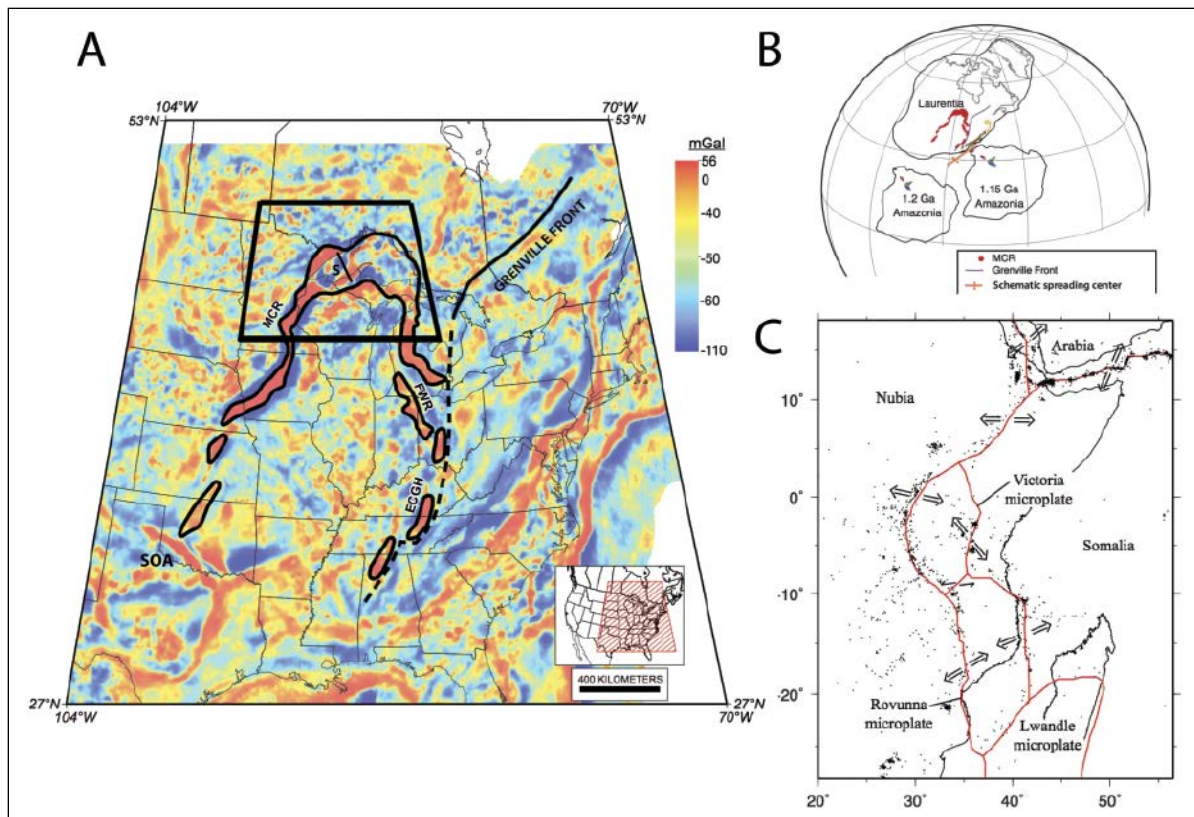 A
104°W
70°W
53°N
53°N
mGal
56
0
-40
-50
-60
-110
GRENVILLE FRONT
S
MCR
FWR
ECGH
SOA
400 KILOMETERS
27°N
27°N
104°W
70°W
B
Laurentia
1.2 Ga
Amazonia
1.15 Ga
Amazonia
MCR
Grenville Front
Schematic spreading center
C
Arabia
Nubia
Victoria
microplate
Somalia
Rovunna
microplate
Lwandle
microplate
10°
0°
-10°
-20°
20°
30°
40°
50°